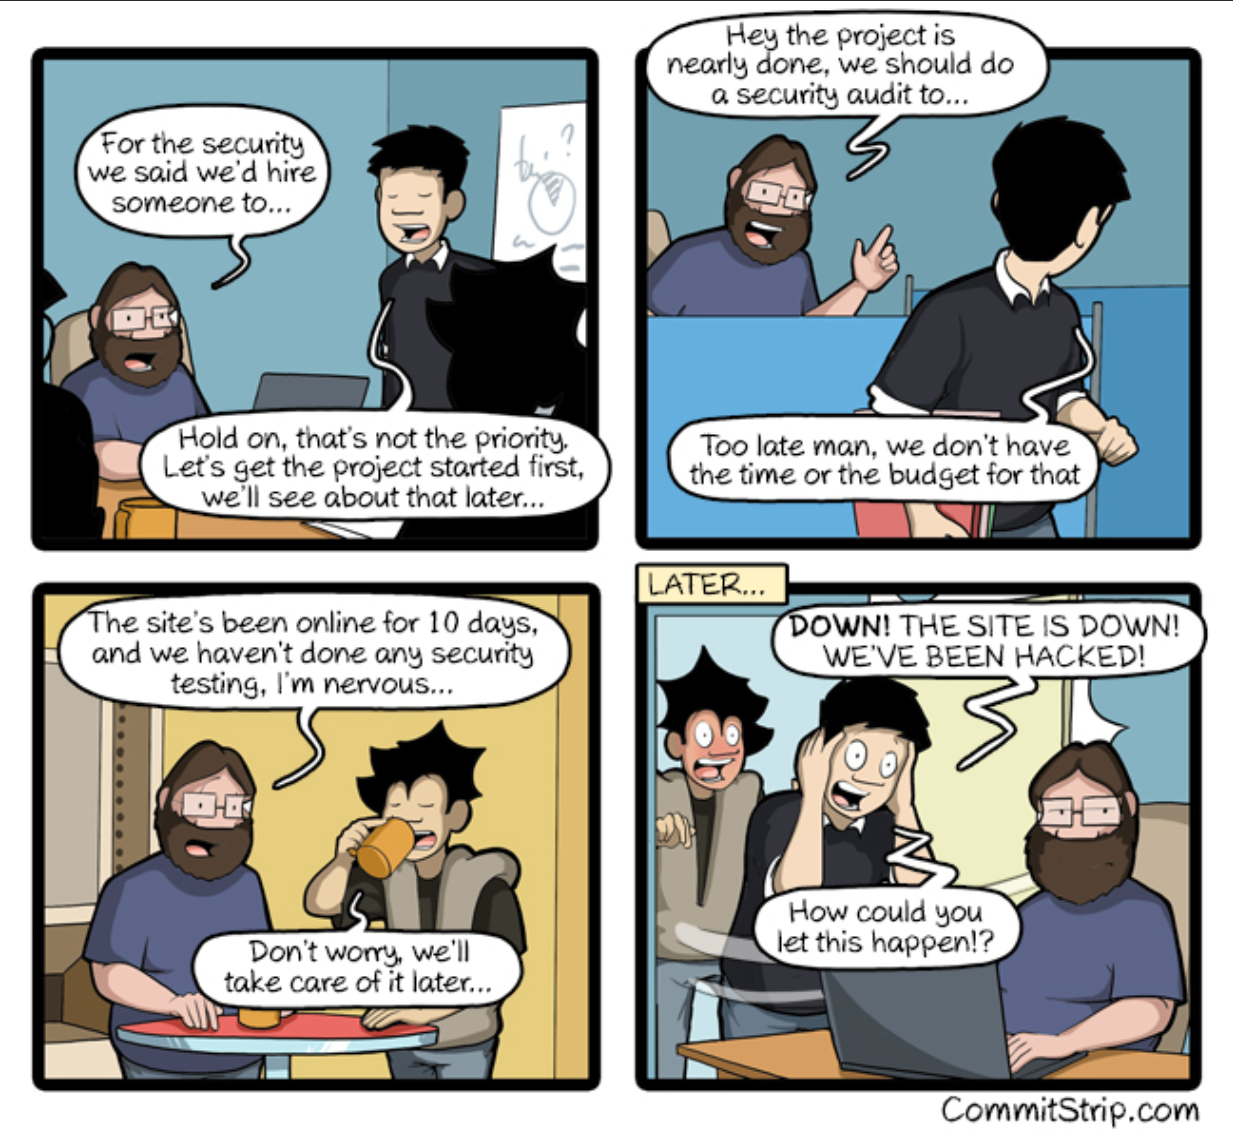 For the security
we said we'd hire
someone to...
Hold on, that's not the priority.
Let's get the project started first,
we'll see about that later...
Hey the project is
nearly done, we should do
a security audit to...
Too late man, we don't have
the time or the budget for that
The site's been online for 10 days,
and we haven't done any security
testing, I'm nervous...
Don't worry, we'll
take care of it later...
LATER...
DOWN! THE SITE IS DOWN!
WE'VE BEEN HACKED!
How could you
let this happen!?
CommitStrip.com